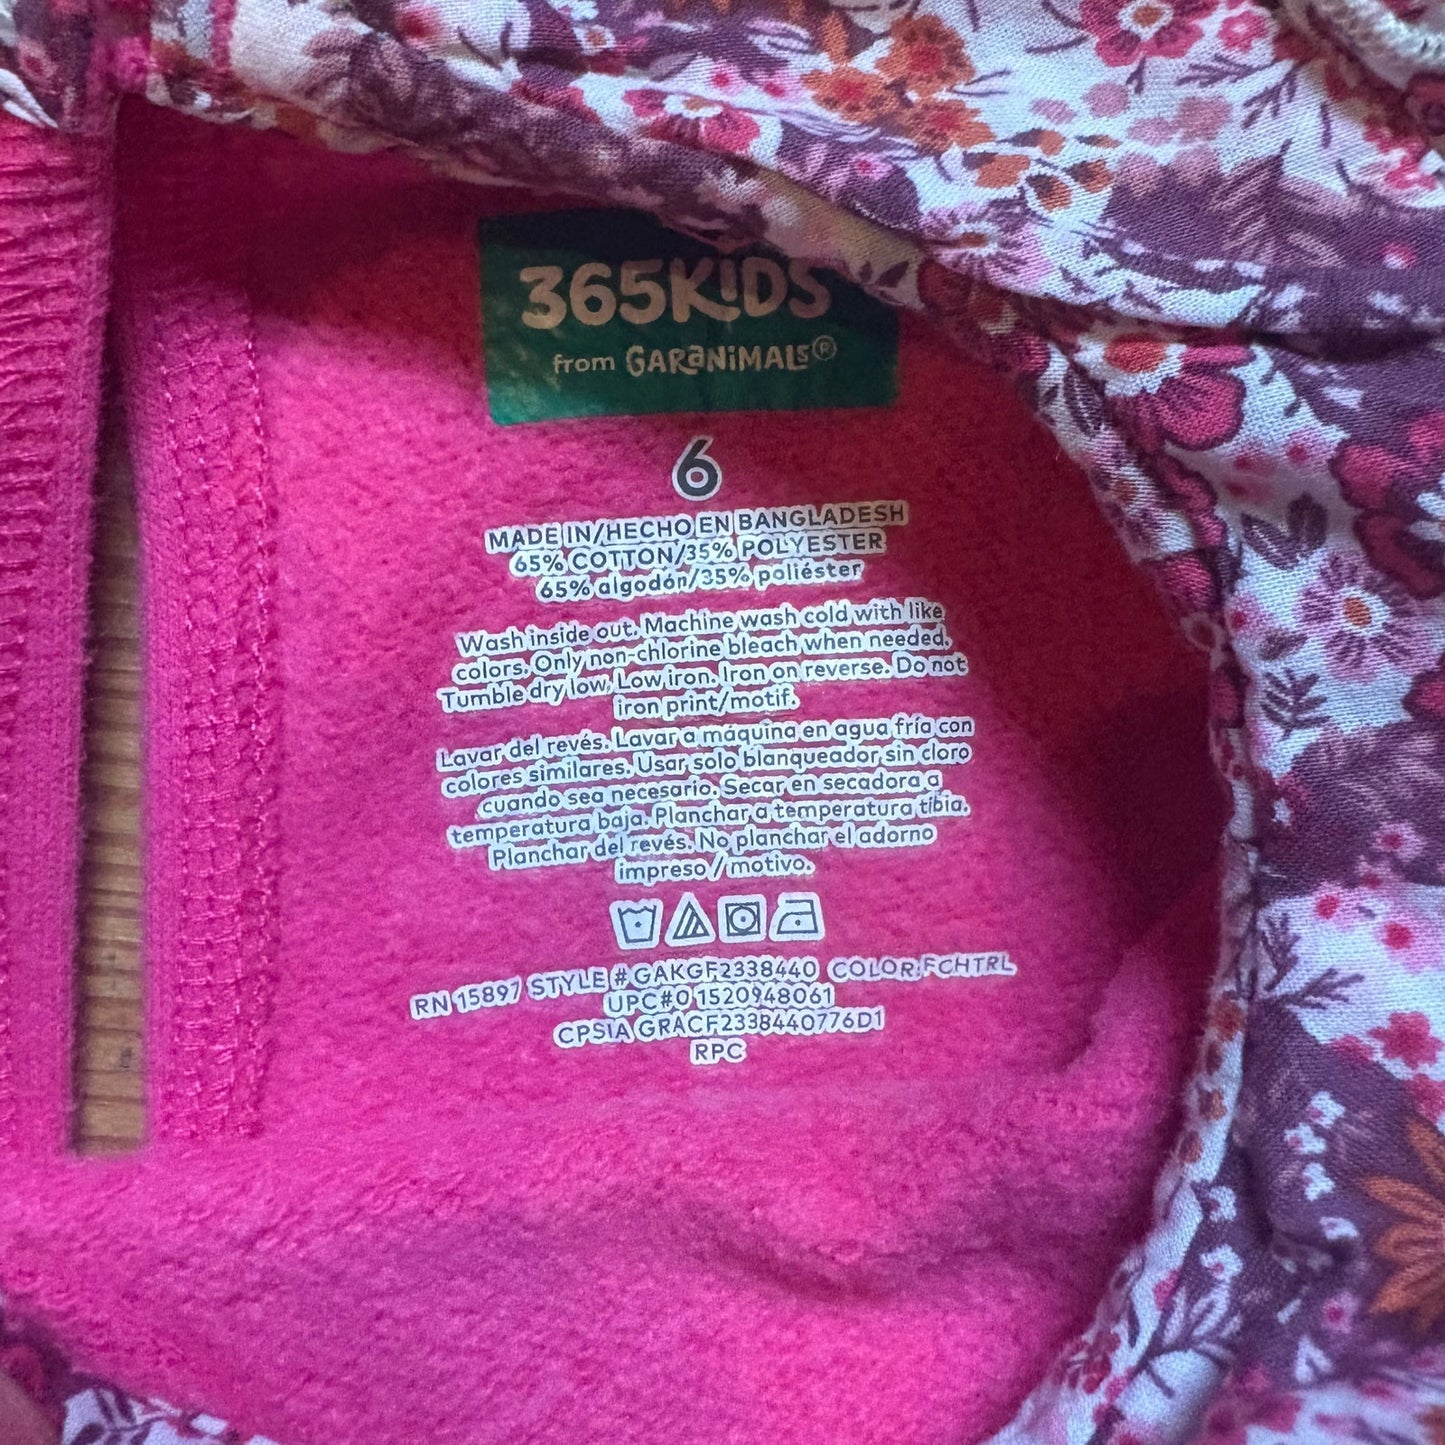 365KiDS
from GARaNiMALS®
6
MADE IN/HECHO EN BANGLADESH
65% COTTON/35% POLYESTER
65% algodón/35% poliéster
Wash inside out. Machine wash cold with like
colors. Only non-chlorine bleach when needed.
Tumble dry low. Low iron. Iron on reverse. Do not
iron print/motif.
Lavar del revés. Lavar a máquina en agua fría con
colores similares. Usar solo blanqueador sin cloro
cuando sea necesario. Secar en secadora a
temperatura baja. Planchar a temperatura tibia.
Planchar del revés. No planchar el adorno
impreso / motivo.
RN 15897 STYLE # GAKGF2338440 COLOR:FCHTRL
UPC#0 1520948061
CPSIA GRACF2338440776D1
RPC